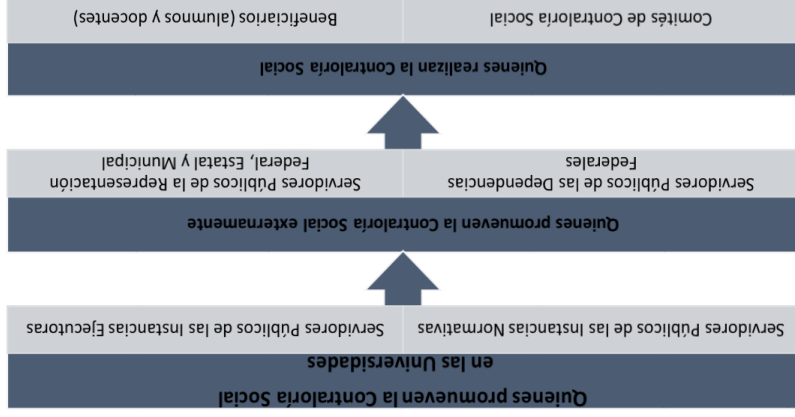 Quienes promueven la Contraloría Social
en las Universidades
Servidores Públicos de las Instancias Normativas
Servidores Públicos de las Instancias Ejecutoras
Quienes promueven la Contraloría Social externamente
Servidores Públicos de las Dependencias
Federales
Servidores Públicos de la Representación
Federal, Estatal y Municipal
Quienes realizan la Contraloría Social
Comités de Contraloría Social
Beneficiarios (alumnos y docentes)